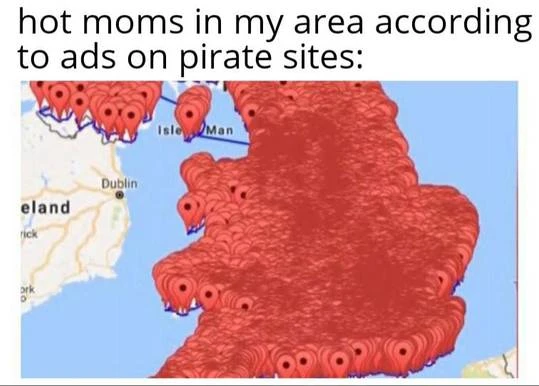 hot moms in my area according
to ads on pirate sites:
Isle Man
Dublin
eland
rick
ork